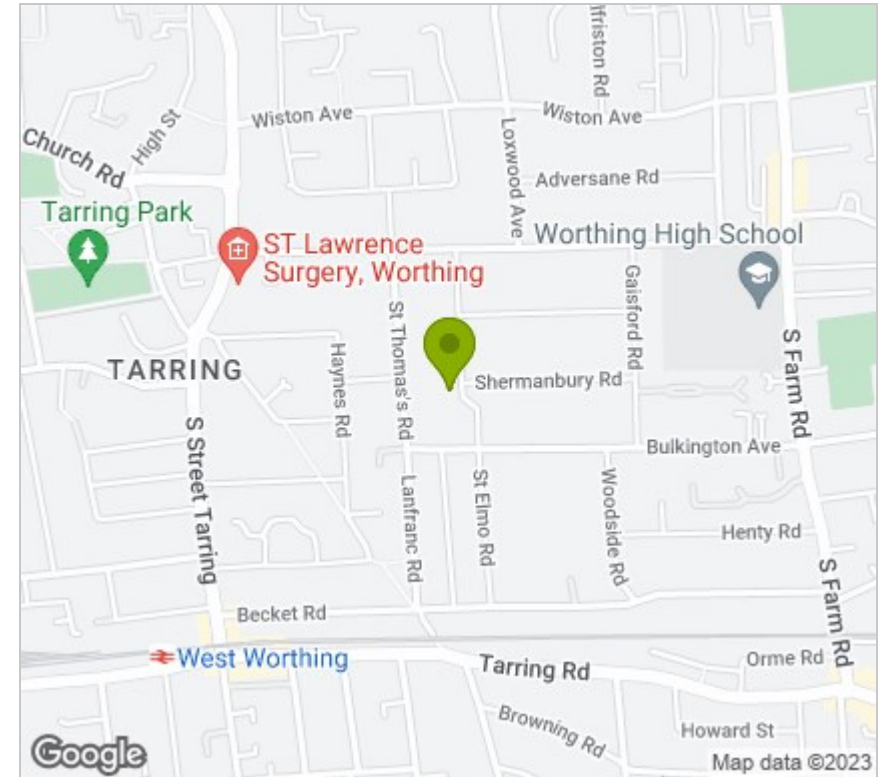 lfriston Rd
Wiston Ave
Wiston Ave
High St
Church Rd
Loxwood Ave
Adversane Rd
Tarring Park
ST Lawrence
Surgery, Worthing
Worthing High School
Gaisford Rd
St Thomas's Rd
Haynes Rd
TARRING
Shermanbury Rd
S Farm Rd
S Street Tarring
Bulkington Ave
Lanfranc Rd
St Elmo Rd
Woodside Rd
Henty Rd
S Farm Rd
Becket Rd
West Worthing
Tarring Rd
Orme Rd
Browning Rd
Howard St
Google
Map data ©2023